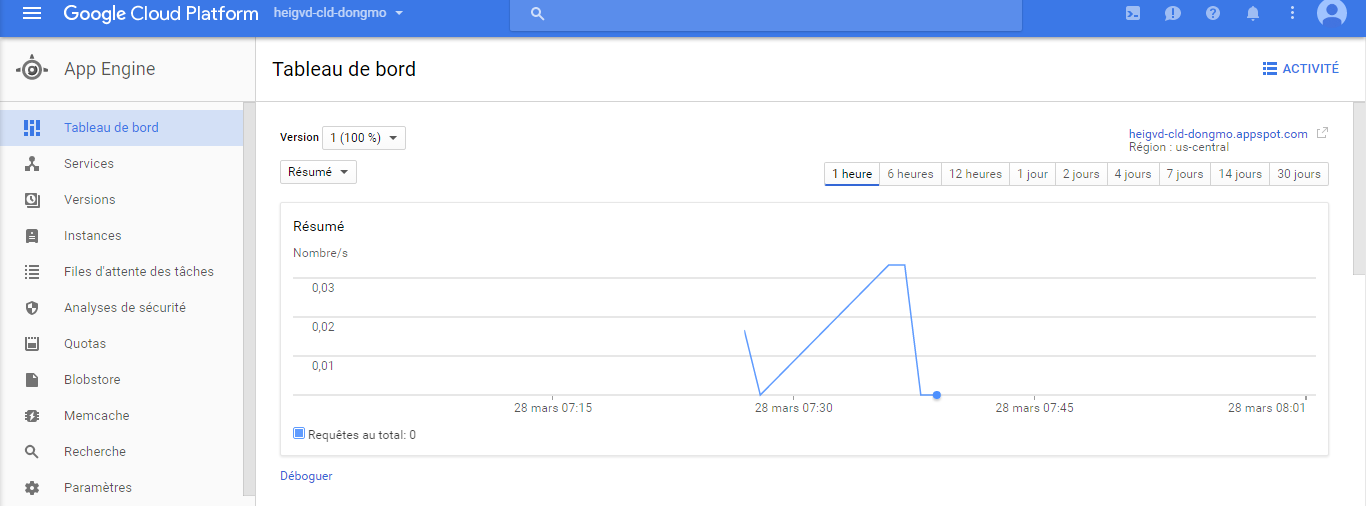 Google Cloud Platform heigvd-cld-dongmo
App Engine
Tableau de bord
ACTIVITÉ
Tableau de bord
Services
Versions
Instances
Files d'attente des tâches
Analyses de sécurité
Quotas
Blobstore
Memcache
Recherche
Paramètres
Version 1 (100 %)
heigvd-cld-dongmo.appspot.com
Région : us-central
Résumé
1 heure 6 heures 12 heures 1 jour 2 jours 4 jours 7 jours 14 jours 30 jours
Résumé
Nombre/s
0,03
0,02
0,01
28 mars 07:15 28 mars 07:30 28 mars 07:45 28 mars 08:01
Requêtes au total: 0
Déboguer